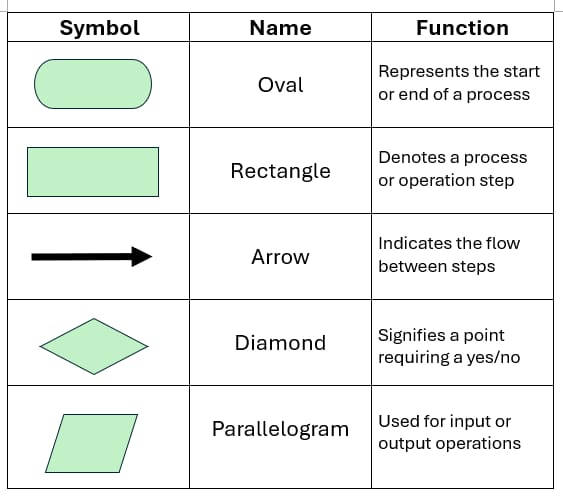 Symbol Name Function
Oval
Represents the start
or end of a process
Rectangle
Denotes a process
or operation step
Arrow
Indicates the flow
between steps
Diamond
Signifies a point
requiring a yes/no
Parallelogram
Used for input or
output operations